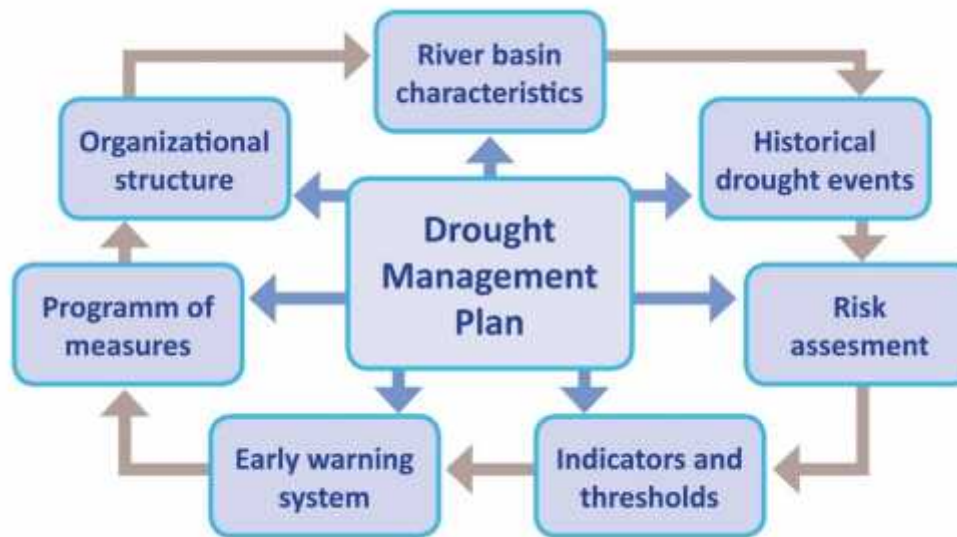 River basin
characteristics
Organizational
structure
Historical
drought events
Drought
Management
Plan
Programm of
measures
Risk
assesment
Early warning
system
Indicators and
thresholds